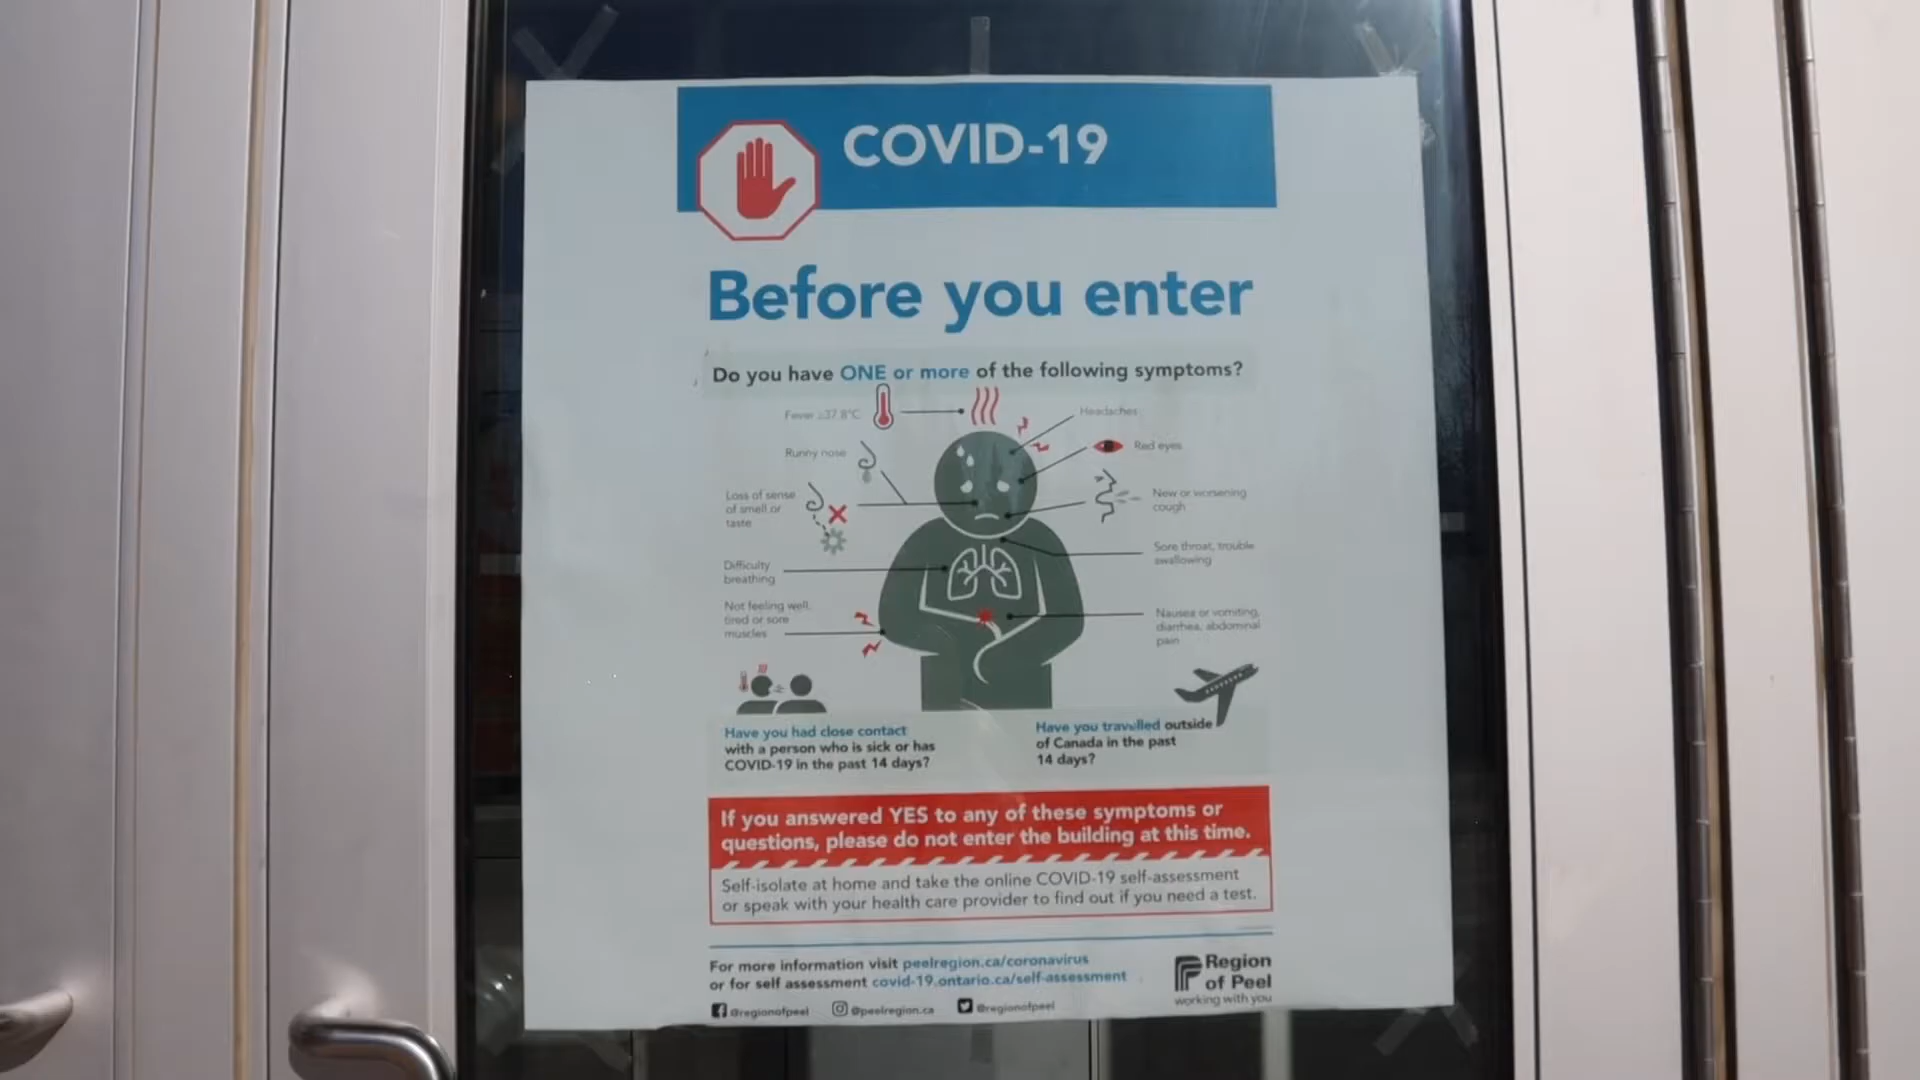 COVID-19
Before you enter
Do you have ONE or more of the following symptoms?
Fever ≥37.8°C
Headaches
Runny nose
Red eyes
Loss of sense
of smell or
taste
New or worsening
cough
Sore throat, trouble
swallowing
Difficulty
breathing
Not feeling well,
tired or sore
muscles
Nausea or vomiting,
diarrhea, abdominal
pain
Have you had close contact
with a person who is sick or has
COVID-19 in the past 14 days?
Have you travelled outside
of Canada in the past
14 days?
If you answered YES to any of these symptoms or
questions, please do not enter the building at this time.
Self-isolate at home and take the online COVID-19 self-assessment
or speak with your health care provider to find out if you need a test.
For more information visit peelregion.ca/coronavirus
or for self assessment covid-19.ontario.ca/self-assessment
Region
of Peel
working with you
@regionofpeel
@peelregion.ca
@regionofpeel